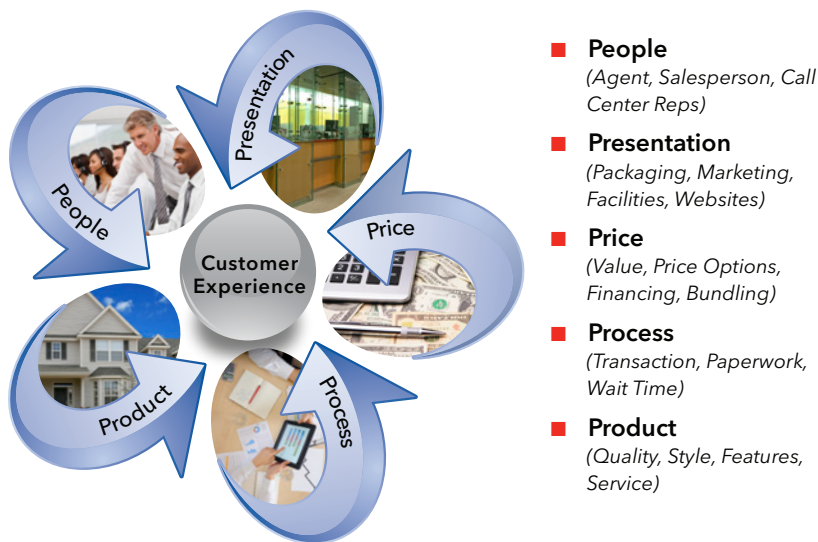 Presentation
People
Price
Customer
Experience
Product
Process
■ People
(Agent, Salesperson, Call
Center Reps)
■ Presentation
(Packaging, Marketing,
Facilities, Websites)
■ Price
(Value, Price Options,
Financing, Bundling)
■ Process
(Transaction, Paperwork,
Wait Time)
■ Product
(Quality, Style, Features,
Service)